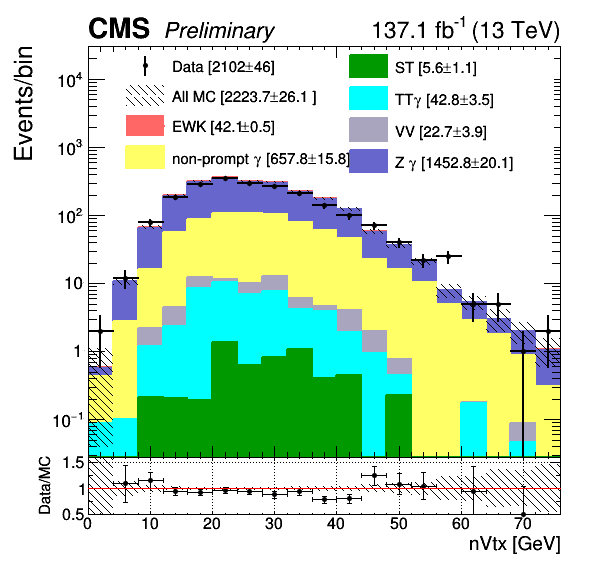 CMS Preliminary 137.1 fb⁻¹ (13 TeV)
Events/bin
Data [2102±46]
All MC [2223.7±26.1 ]
EWK [42.1±0.5]
non-prompt γ [657.8±15.8]
ST [5.6±1.1]
TTγ [42.8±3.5]
VV [22.7±3.9]
Z γ [1452.8±20.1]
10⁴
10³
10²
10
1
10⁻¹
Data/MC
1.5
1
0.5
0 10 20 30 40 50 60 70
nVtx [GeV]